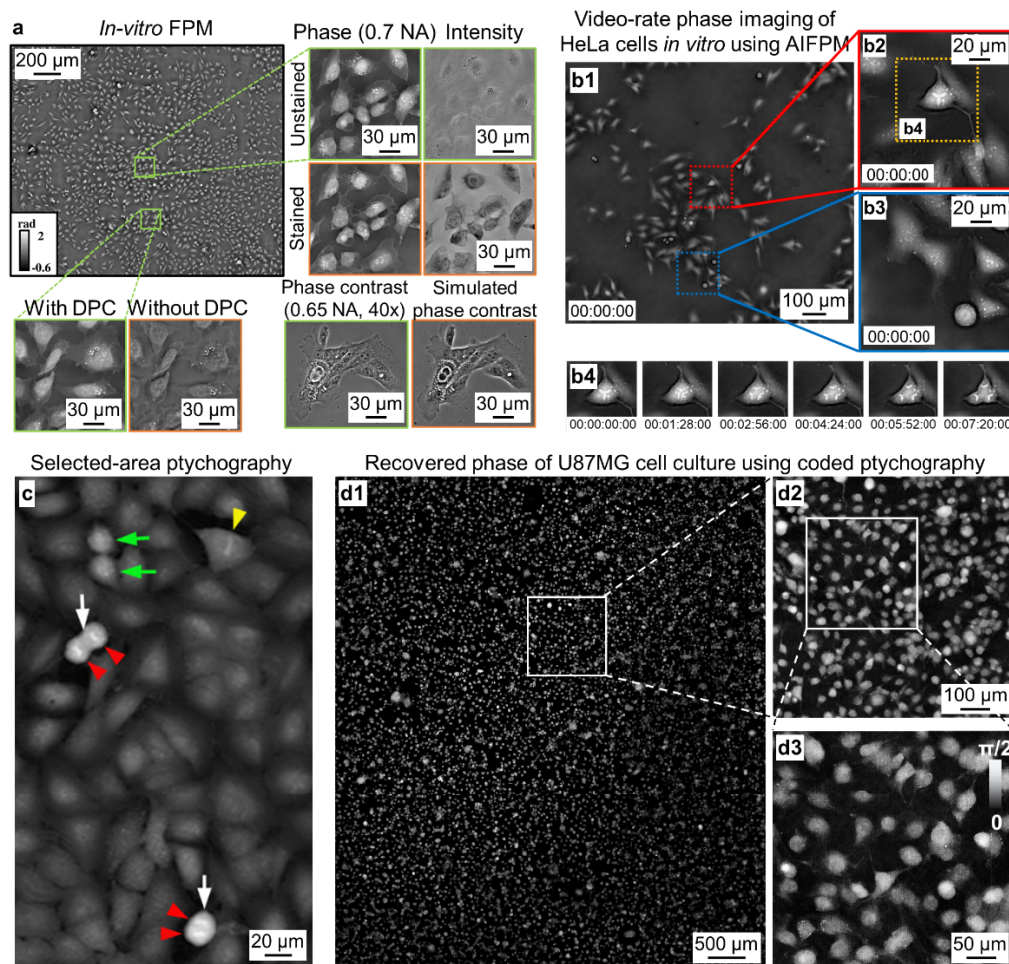 a
In-vitro FPM
200 µm
rad
2
-0.6
Phase (0.7 NA)
Intensity
Unstained
30 µm
30 µm
Stained
30 µm
30 µm
With DPC
Without DPC
30 µm
30 µm
Phase contrast
(0.65 NA, 40x)
Simulated
phase contrast
30 µm
30 µm
Video-rate phase imaging of
HeLa cells in vitro using AIFPM
b1
00:00:00
100 µm
b2
20 µm
b4
00:00:00
b3
20 µm
00:00:00
b4
00:00:00:00
00:01:28:00
00:02:56:00
00:04:24:00
00:05:52:00
00:07:20:00
Selected-area ptychography
c
20 µm
Recovered phase of U87MG cell culture using coded ptychography
d1
500 µm
d2
100 µm
d3
π/2
0
50 µm